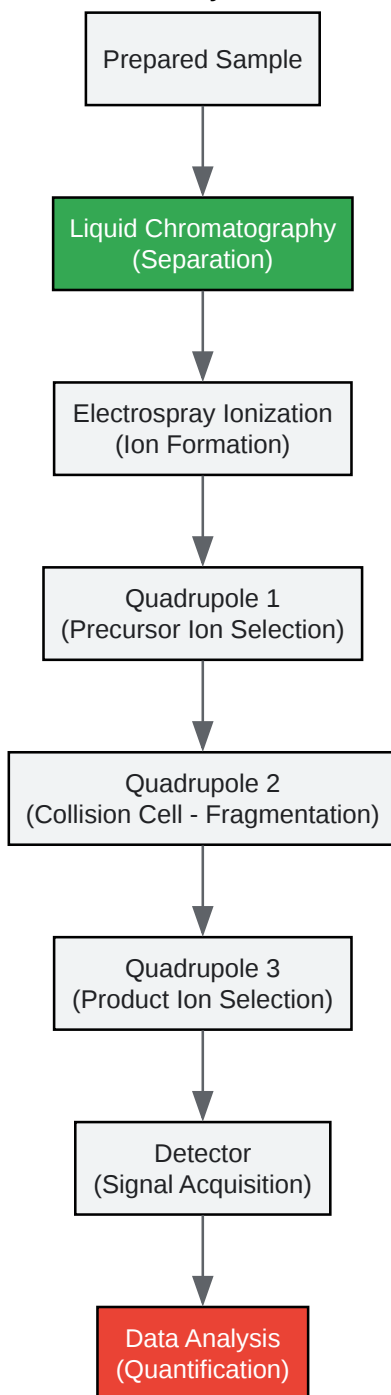 Prepared Sample
Liquid Chromatography
(Separation)
Electrospray Ionization
(Ion Formation)
Quadrupole 1
(Precursor Ion Selection)
Quadrupole 2
(Collision Cell - Fragmentation)
Quadrupole 3
(Product Ion Selection)
Detector
(Signal Acquisition)
Data Analysis
(Quantification)